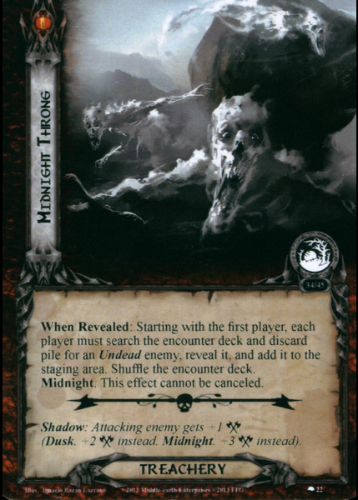 MIDNIGHT THRONG
When Revealed: Starting with the first player, each
player must search the encounter deck and discard
pile for an Undead enemy, reveal it, and add it to the
staging area. Shuffle the encounter deck.
Midnight. This effect cannot be canceled.
Shadow: Attacking enemy gets +1
(Dusk. +2 instead. Midnight. +3 instead).
TREACHERY
22